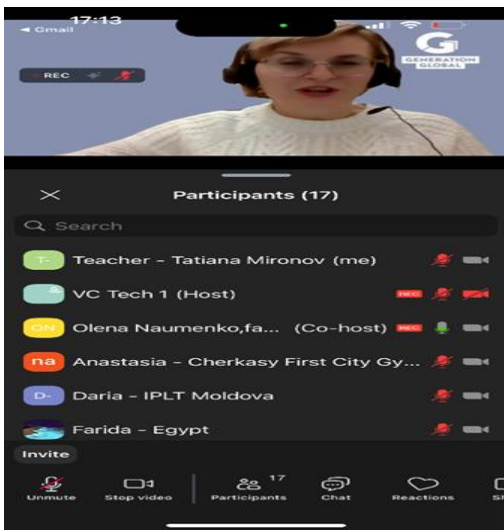 17:13
◄ Gmail
REC
G
GENERATION
GLOBAL
Participants (17)
Search
T-
Teacher - Tatiana Mironov (me)
VC Tech 1 (Host)
REC
ON
Olena Naumenko,fa... (Co-host)
REC
na
Anastasia - Cherkasy First City Gy...
D-
Daria - IPLT Moldova
Farida - Egypt
Invite
17
Unmute
Stop video
Participants
Chat
Reactions